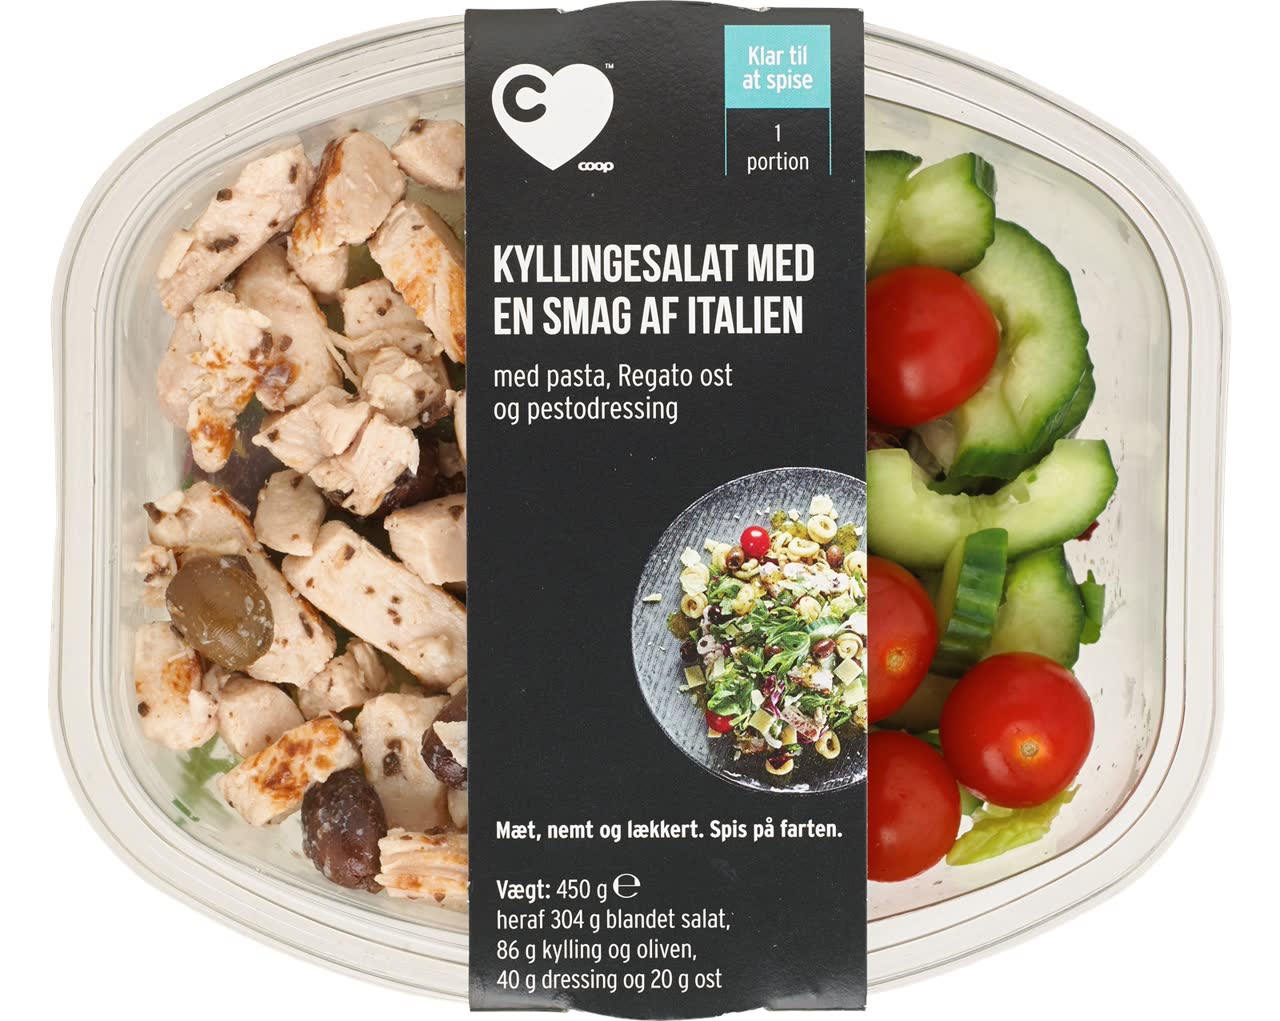 C
™
coop
Klar til
at spise
1
portion
KYLLINGESALAT MED
EN SMAG AF ITALIEN
med pasta, Regato ost
og pestodressing
Mæt, nemt og lækkert. Spis på farten.
Vægt: 450 g ℮
heraf 304 g blandet salat,
86 g kylling og oliven,
40 g dressing og 20 g ost